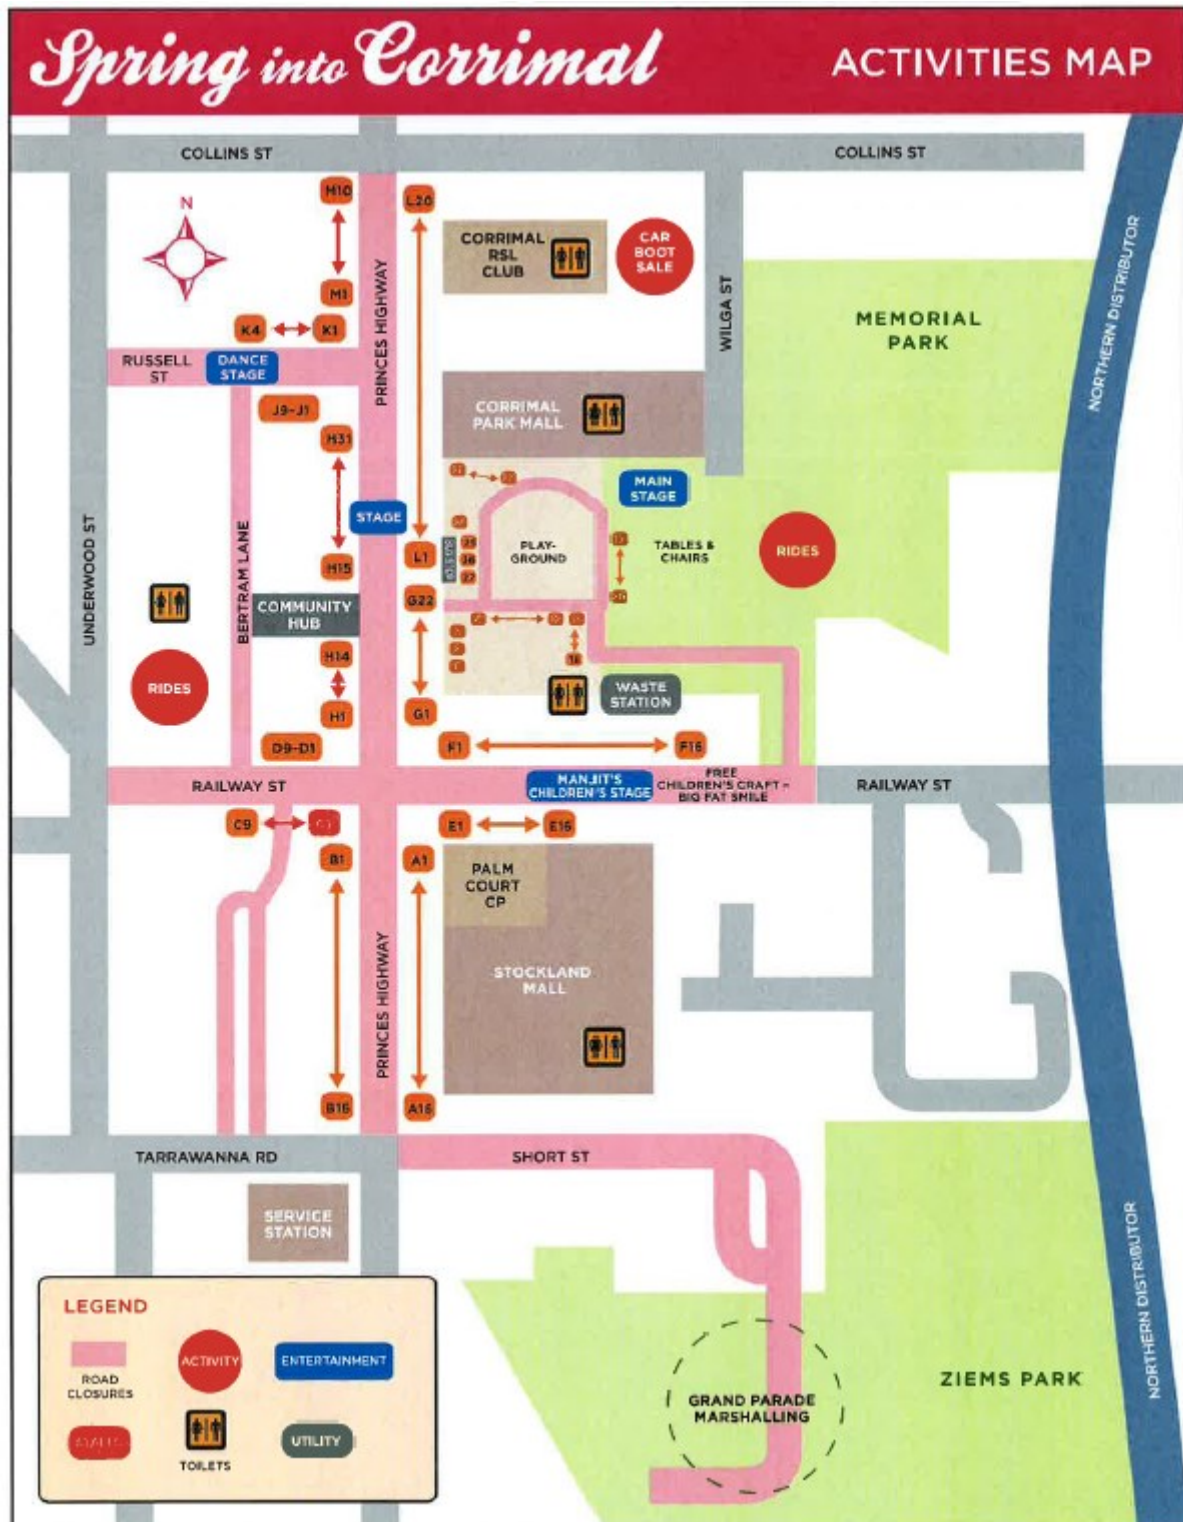 Spring into Corrimal
ACTIVITIES MAP
COLLINS ST
COLLINS ST
N
M10
L20
CORRIMAL
RSL
CLUB
CAR
BOOT
SALE
PRINCES HIGHWAY
WILGA ST
NORTHERN DISTRIBUTOR
M1
K4
K1
MEMORIAL
PARK
RUSSELL
ST
DANCE
STAGE
J9-J1
CORRIMAL
PARK MALL
H31
MAIN
STAGE
STAGE
UNDERWOOD ST
BERTRAM LANE
PLAY-
GROUND
TABLES &
CHAIRS
RIDES
L1
H15
G22
COMMUNITY
HUB
H14
RIDES
WASTE
STATION
H1
G1
D9-D1
F1
F16
RAILWAY ST
MANJIT'S
CHILDREN'S STAGE
FREE
CHILDREN'S CRAFT -
BIG FAT SMILE
RAILWAY ST
C9
E1
E16
B1
A1
PALM
COURT
CP
STOCKLAND
MALL
PRINCES HIGHWAY
B16
A16
TARRAWANNA RD
SHORT ST
SERVICE
STATION
NORTHERN DISTRIBUTOR
LEGEND
ROAD
CLOSURES
ACTIVITY
ENTERTAINMENT
TOILETS
UTILITY
GRAND PARADE
MARSHALLING
ZIEMS PARK